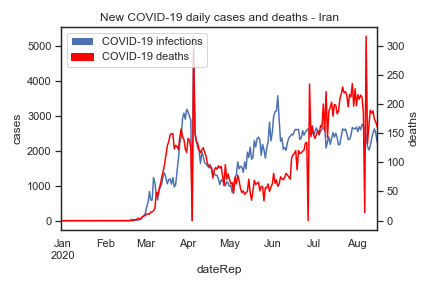 New COVID-19 daily cases and deaths - Iran
COVID-19 infections
COVID-19 deaths
cases
5000
4000
3000
2000
1000
0
deaths
300
250
200
150
100
50
0
Jan Feb Mar Apr May Jun Jul Aug
2020
dateRep